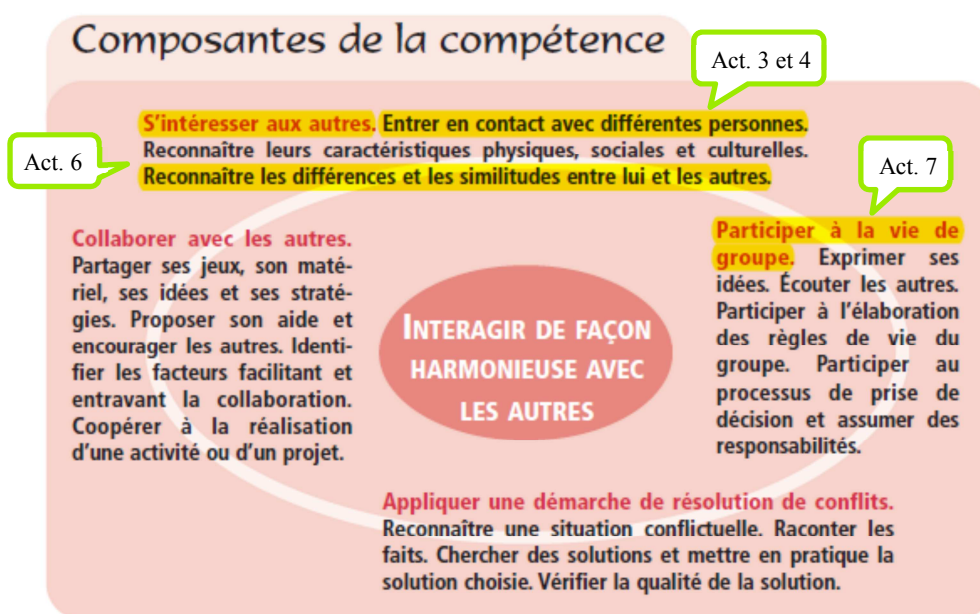 Composantes de la compétence
Act. 3 et 4
S'intéresser aux autres. Entrer en contact avec différentes personnes.
Reconnaître leurs caractéristiques physiques, sociales et culturelles.
Reconnaître les différences et les similitudes entre lui et les autres.
Act. 6
Act. 7
Collaborer avec les autres.
Partager ses jeux, son maté-
riel, ses idées et ses straté-
gies. Proposer son aide et
encourager les autres. Identi-
fier les facteurs facilitant et
entravant la collaboration.
Coopérer à la réalisation
d'une activité ou d'un projet.
INTERAGIR DE FAÇON
HARMONIEUSE AVEC
LES AUTRES
Participer à la vie de
groupe. Exprimer ses
idées. Écouter les autres.
Participer à l'élaboration
des règles de vie du
groupe. Participer au
processus de prise de
décision et assumer des
responsabilités.
Appliquer une démarche de résolution de conflits.
Reconnaître une situation conflictuelle. Raconter les
faits. Chercher des solutions et mettre en pratique la
solution choisie. Vérifier la qualité de la solution.